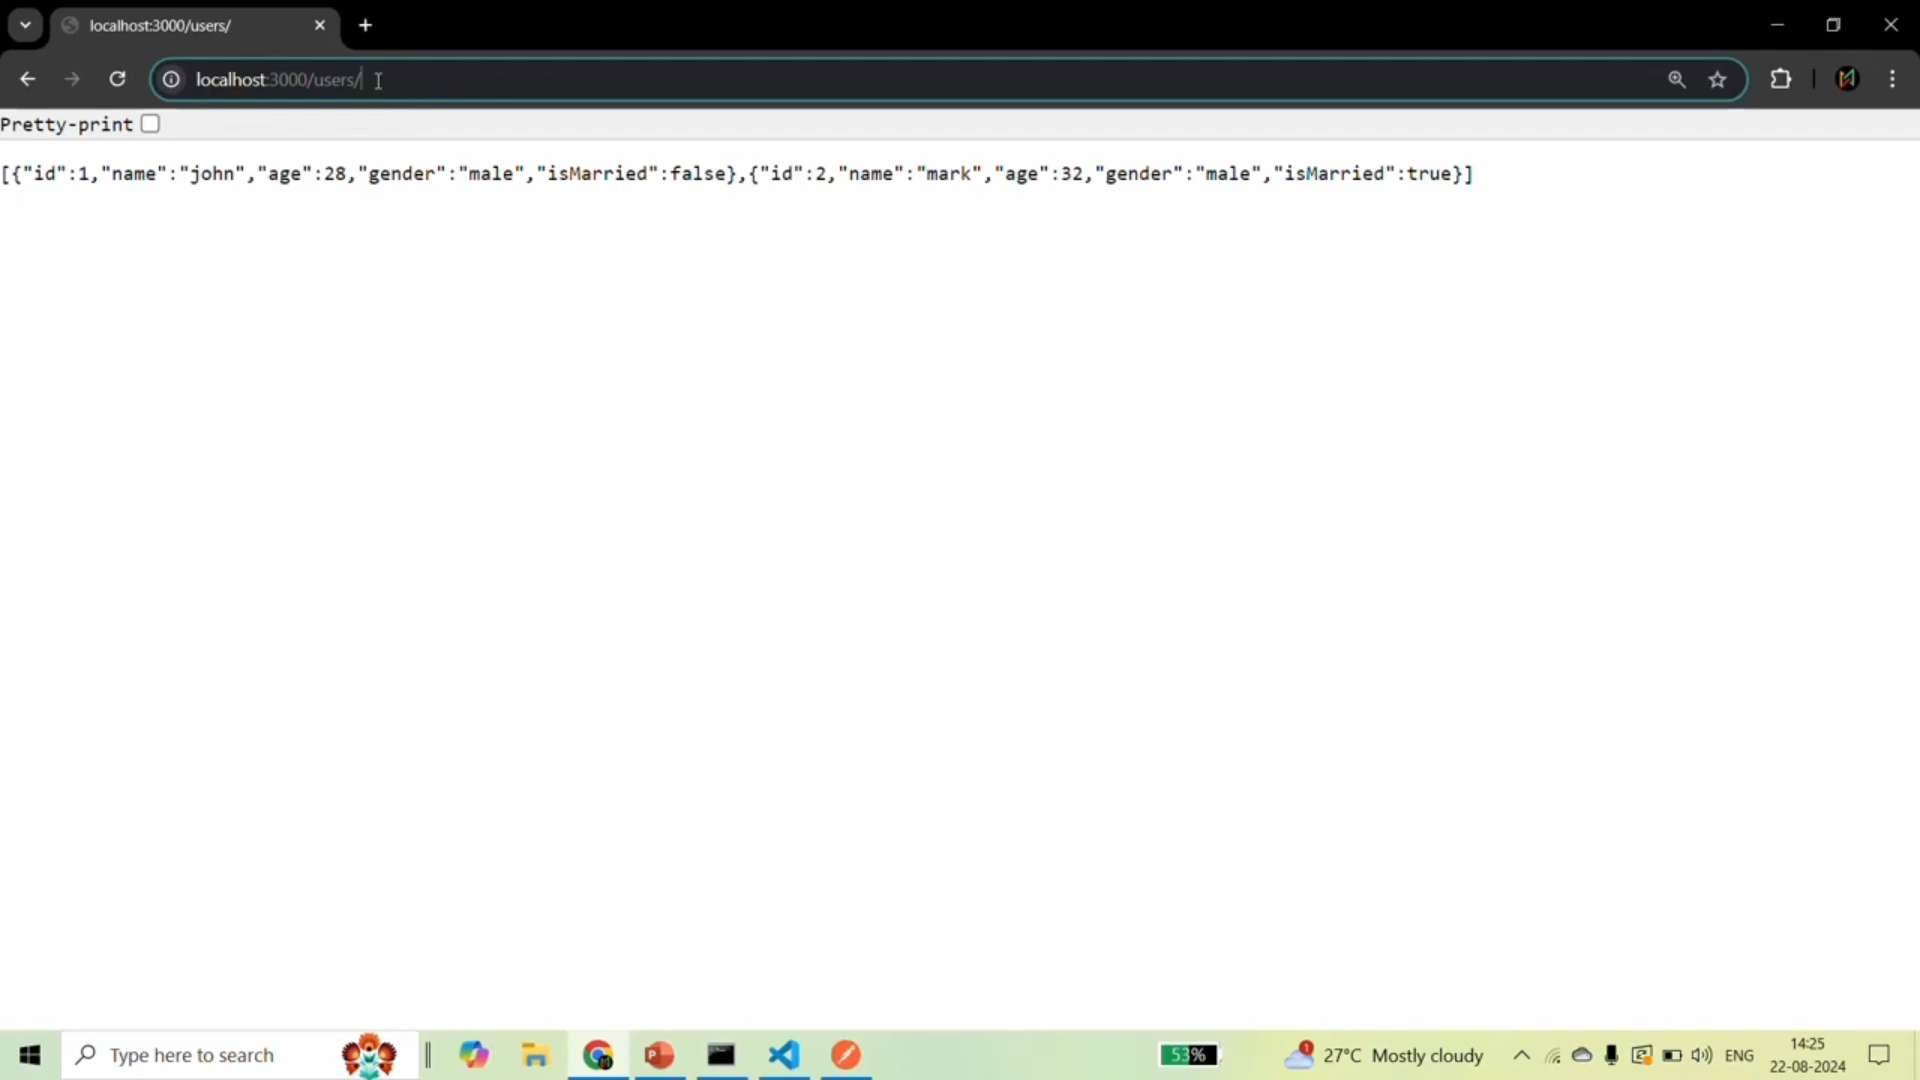 localhost:3000/users/
localhost:3000/users/
Pretty-print
[{"id":1,"name":"john","age":28,"gender":"male","isMarried":false},{"id":2,"name":"mark","age":32,"gender":"male","isMarried":true}]
Type here to search
53%
1
27°C Mostly cloudy
ENG
14:25
22-08-2024